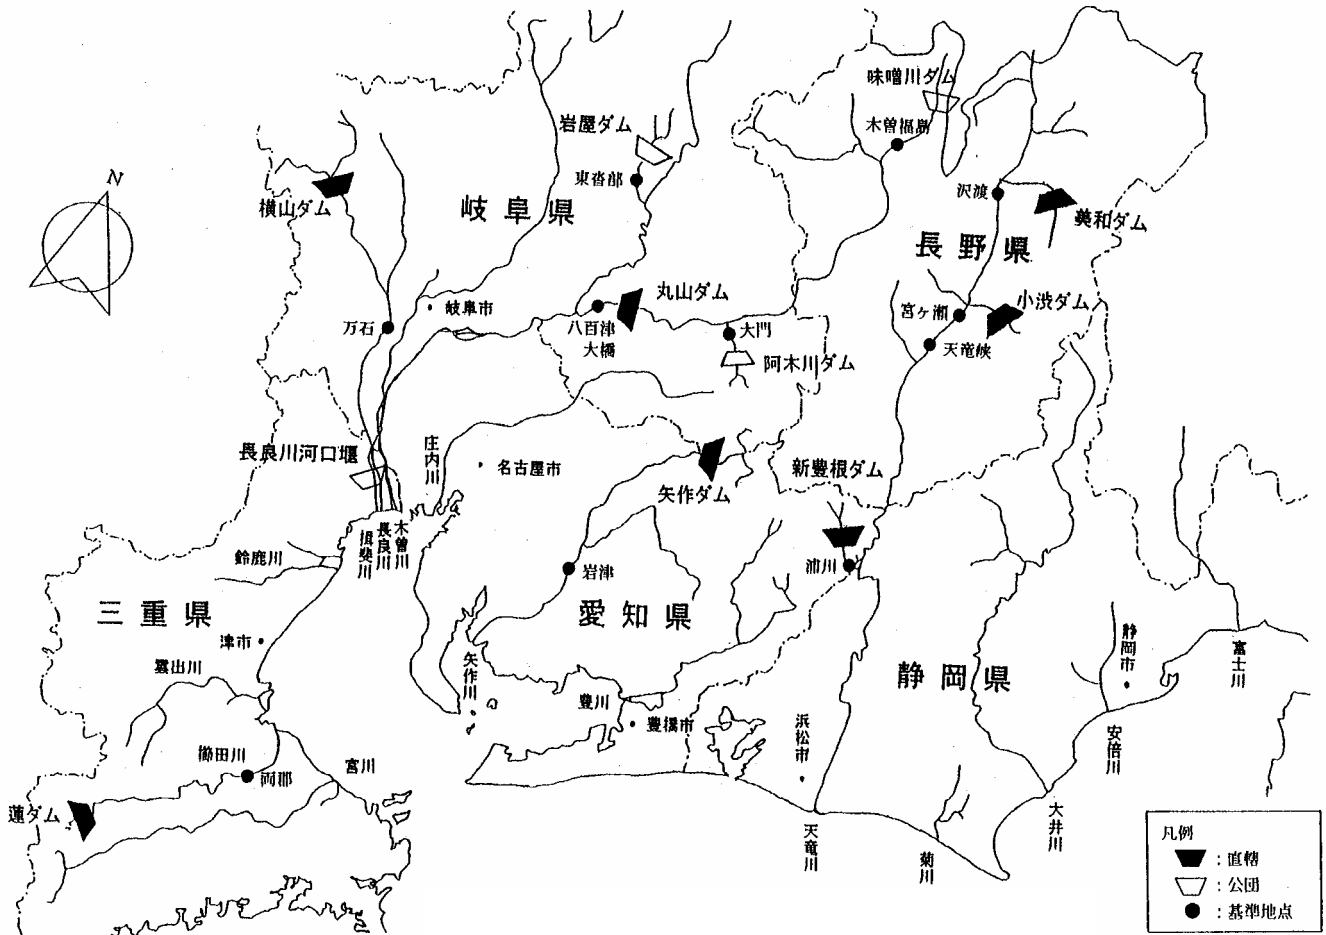 N
味噌川ダム
岩屋ダム
木曽福島
東沓部
沢渡
横山ダム
岐阜県
美和ダム
長野県
丸山ダム
小渋ダム
岐阜市
宮ヶ瀬
万石
八百津
大橋
大門
天竜峡
阿木川ダム
長良川河口堰
庄内川
名古屋市
新豊根ダム
矢作ダム
木曽川
長良川
揖斐川
鈴鹿川
浦川
岩津
三重県
愛知県
津市
静岡市
雲出川
矢作川
静岡県
富士川
豊川
豊橋市
浜松市
安倍川
櫛田川
両郡
宮川
蓮ダム
天竜川
菊川
大井川
凡例
:直轄
:公団
:基準地点